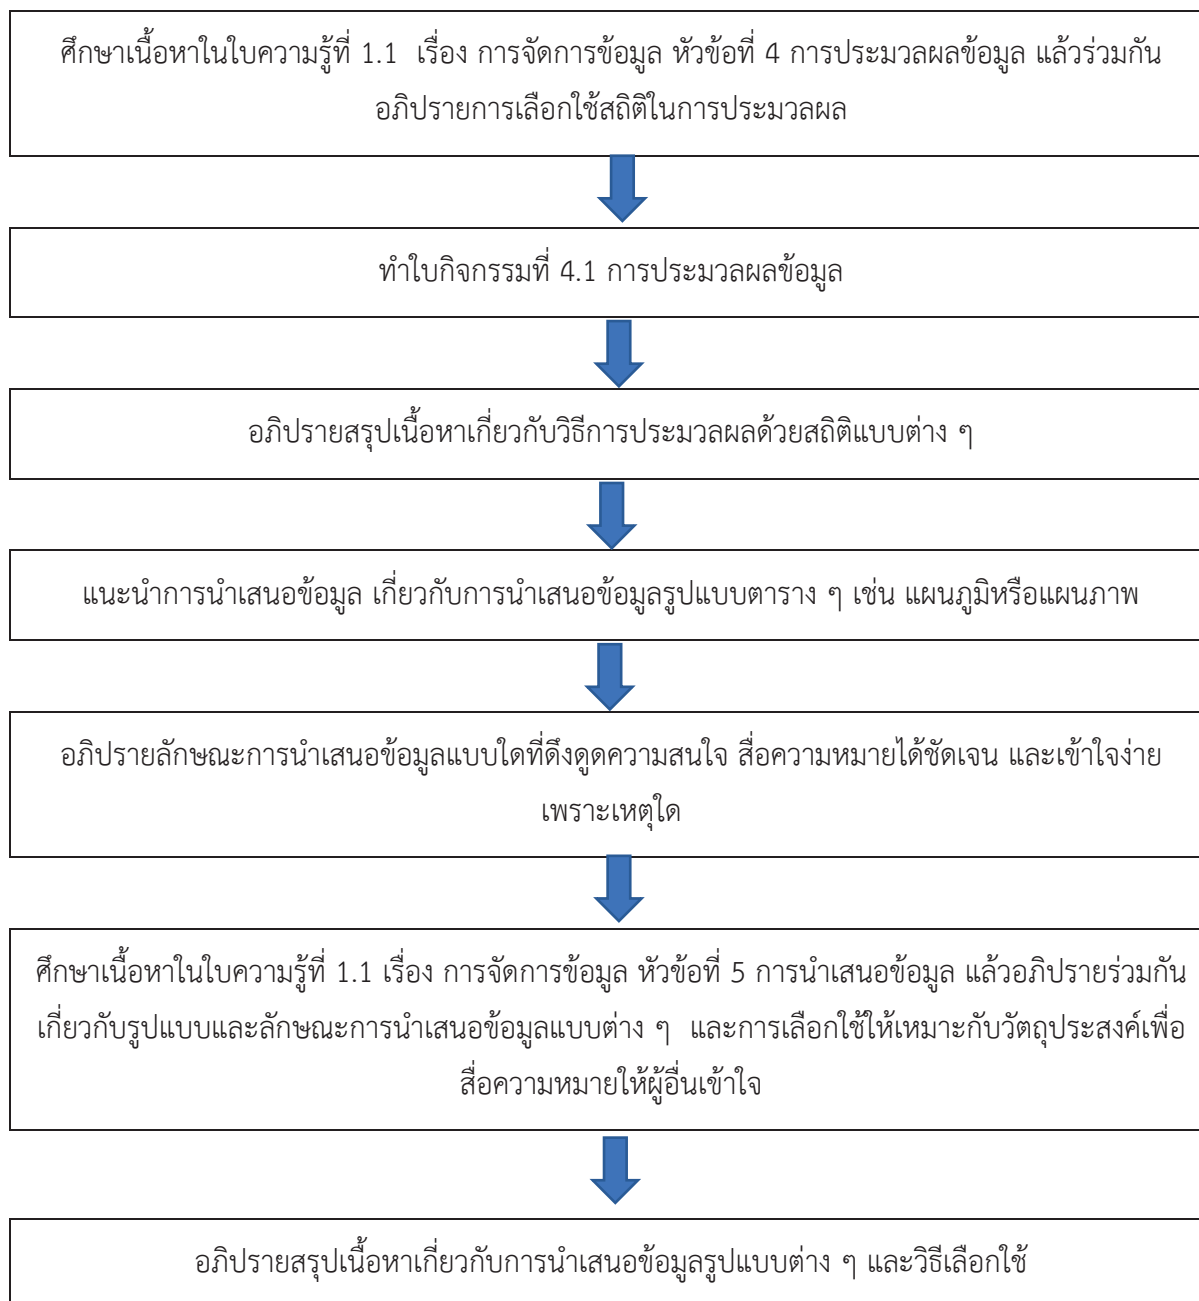 ศึกษาเนื้อหาในใบความรู้ที่ 1.1 เรื่อง การจัดการข้อมูล หัวข้อที่ 4 การประมวลผลข้อมูล แล้วร่วมกัน
อภิปรายการเลือกใช้สถิติในการประมวลผล
ทำใบกิจกรรมที่ 4.1 การประมวลผลข้อมูล
อภิปรายสรุปเนื้อหาเกี่ยวกับวิธีการประมวลผลด้วยสถิติแบบต่าง ๆ
แนะนำการนำเสนอข้อมูล เกี่ยวกับการนำเสนอข้อมูลรูปแบบตาราง ๆ เช่น แผนภูมิหรือแผนภาพ
อภิปรายลักษณะการนำเสนอข้อมูลแบบใดที่ดึงดูดความสนใจ สื่อความหมายได้ชัดเจน และเข้าใจง่าย
เพราะเหตุใด
ศึกษาเนื้อหาในใบความรู้ที่ 1.1 เรื่อง การจัดการข้อมูล หัวข้อที่ 5 การนำเสนอข้อมูล แล้วอภิปรายร่วมกัน
เกี่ยวกับรูปแบบและลักษณะการนำเสนอข้อมูลแบบต่าง ๆ และการเลือกใช้ให้เหมาะกับวัตถุประสงค์เพื่อ
สื่อความหมายให้ผู้อื่นเข้าใจ
อภิปรายสรุปเนื้อหาเกี่ยวกับการนำเสนอข้อมูลรูปแบบต่าง ๆ และวิธีเลือกใช้